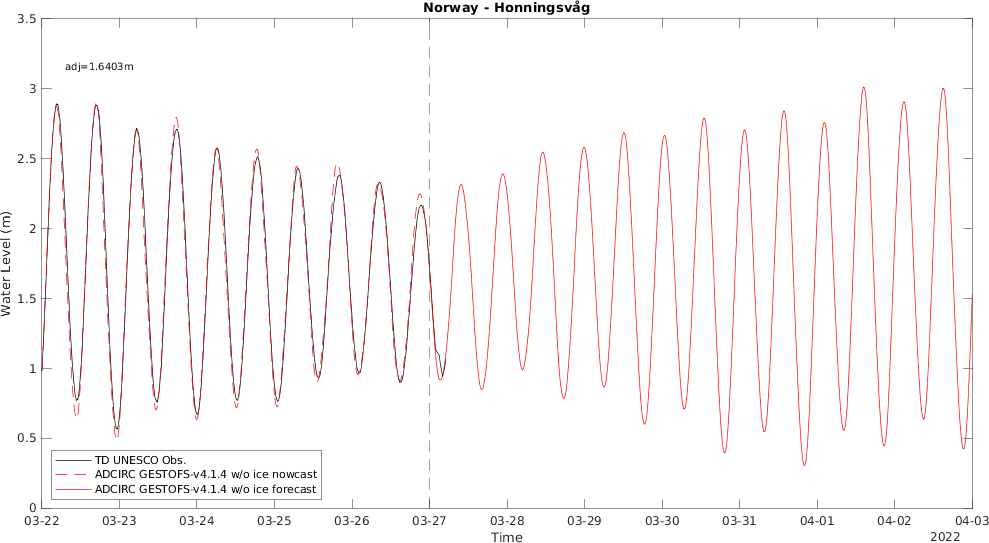 Norway - Honningsvåg
3.5
adj=1.6403m
3
2.5
2
1.5
1
0.5
0
Water Level (m)
TD UNESCO Obs.
ADCIRC GESTOFS-v4.1.4 w/o ice nowcast
ADCIRC GESTOFS-v4.1.4 w/o ice forecast
03-22 03-23 03-24 03-25 03-26 03-27 03-28 03-29 03-30 03-31 04-01 04-02 04-03
Time
2022